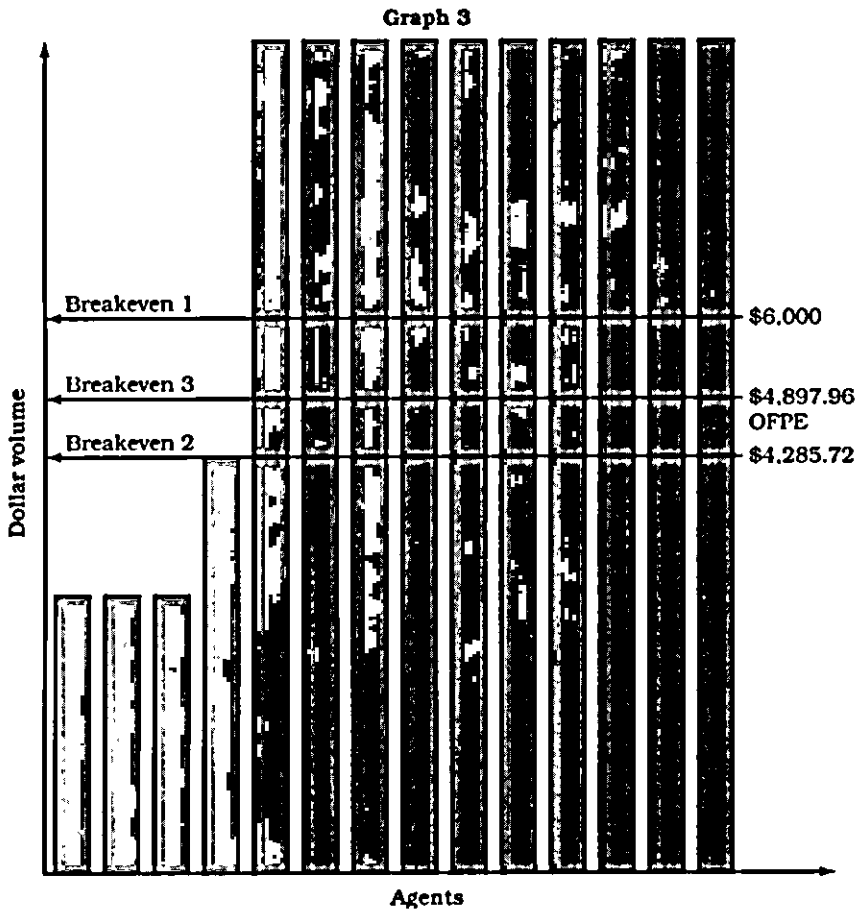 Graph 3
Breakeven 1
$6,000
Breakeven 3
$4,897.96
OFPE
Breakeven 2
$4,285.72
Dollar volume
Agents